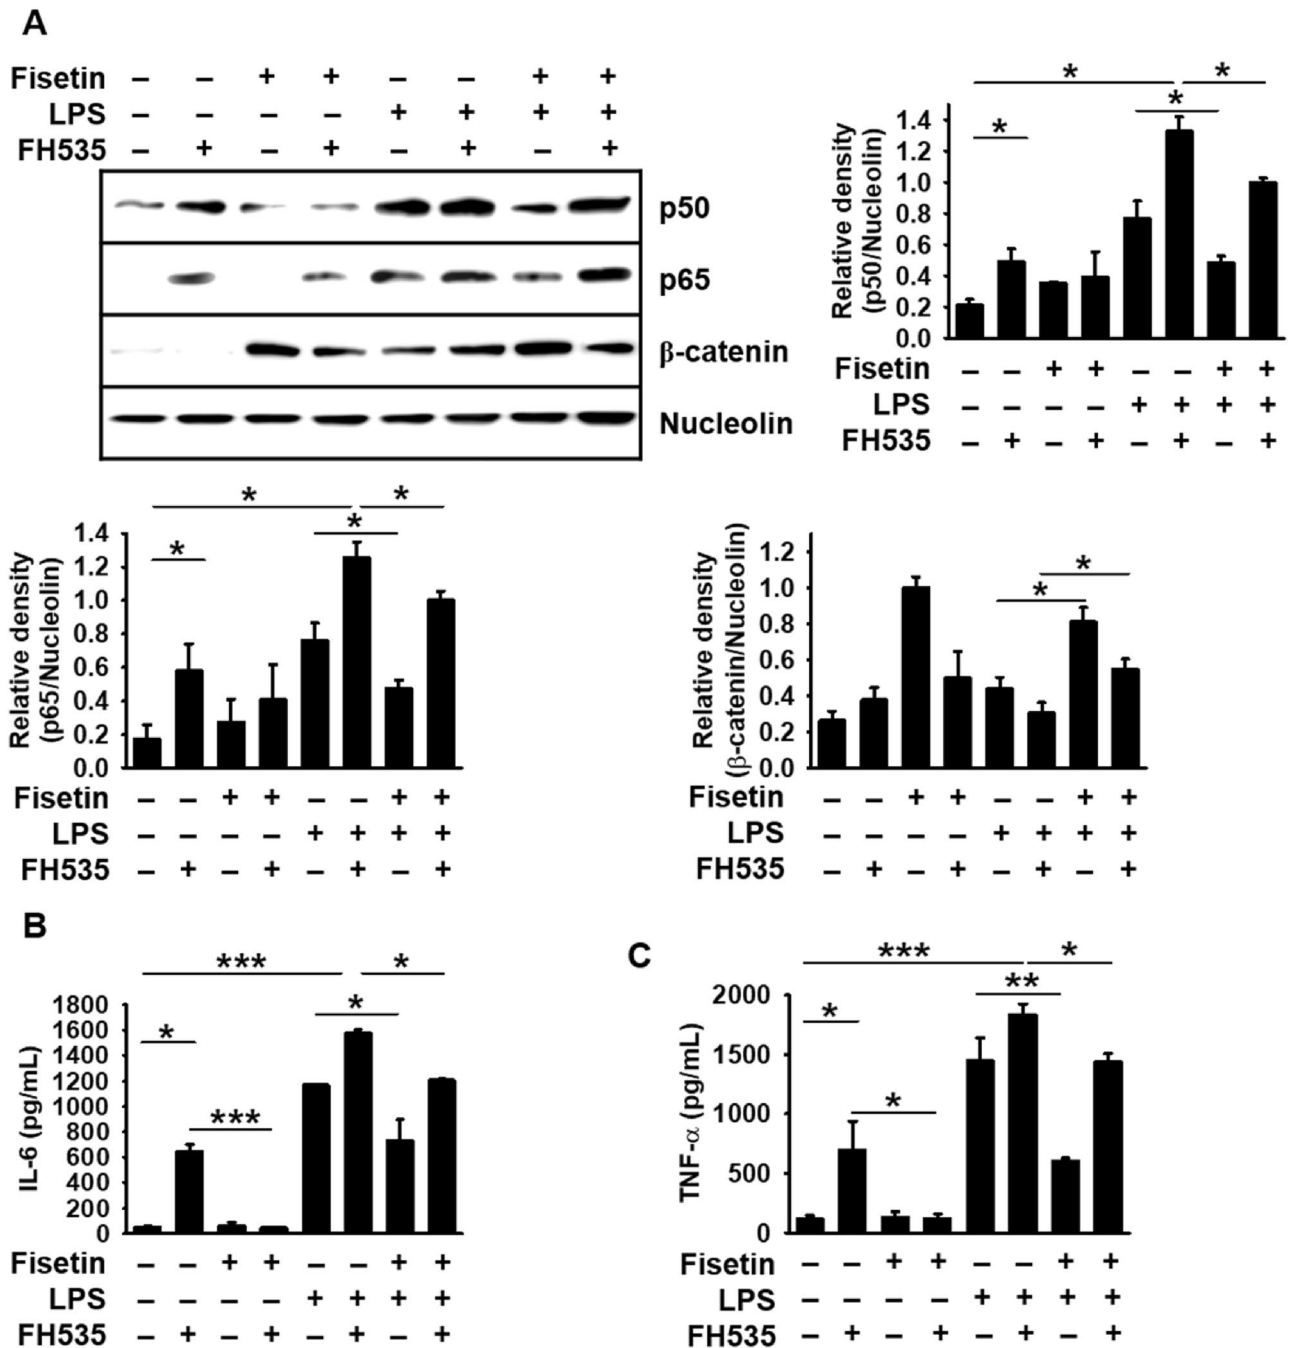 A
Fisetin – – + + – – + +
LPS – – – – + + + +
FH535 – + – + – + – +
p50
p65
β-catenin
Nucleolin
* *
*
*
Relative density
(p50/Nucleolin)
1.4
1.2
1.0
0.8
0.6
0.4
0.2
0.0
Fisetin – – + + – – + +
LPS – – – – + + + +
FH535 – + – + – + – +
* *
*
*
Relative density
(p65/Nucleolin)
1.4
1.2
1.0
0.8
0.6
0.4
0.2
0.0
Fisetin – – + + – – + +
LPS – – – – + + + +
FH535 – + – + – + – +
*
*
Relative density
(β-catenin/Nucleolin)
1.2
1.0
0.8
0.6
0.4
0.2
0.0
Fisetin – – + + – – + +
LPS – – – – + + + +
FH535 – + – + – + – +
B
*** *
*
*
***
IL-6 (pg/mL)
1800
1600
1400
1200
1000
800
600
400
200
0
Fisetin – – + + – – + +
LPS – – – – + + + +
FH535 – + – + – + – +
C
*** *
**
*
*
TNF-α (pg/mL)
2000
1500
1000
500
0
Fisetin – – + + – – + +
LPS – – – – + + + +
FH535 – + – + – + – +